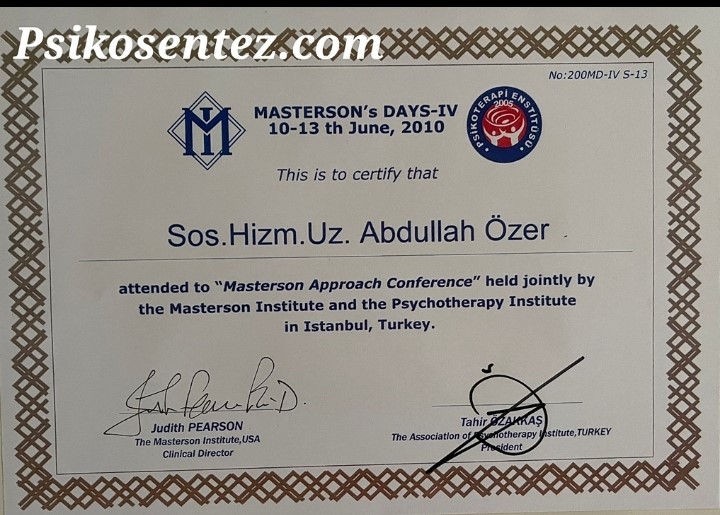 Psikosentez.com
No:200MD-IV S-13
MASTERSON's DAYS-IV
10-13 th June, 2010
PSİKOTERAPİ ENSTİTÜSÜ
2005
This is to certify that
Sos.Hizm.Uz. Abdullah Özer
attended to “Masterson Approach Conference” held jointly by
the Masterson Institute and the Psychotherapy Institute
in Istanbul, Turkey.
Judith PEARSON
The Masterson Institute,USA
Clinical Director
Tahir ÖZAKKAŞ
The Association of Psychotherapy Institute,TURKEY
President